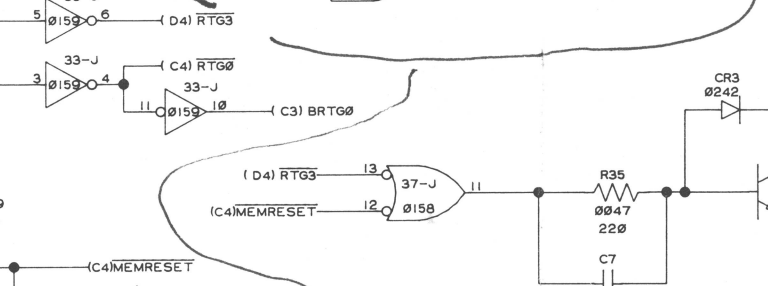 5 Ø159 6 (D4) RTG3
33-J
3 Ø159 4 (C4) RTGØ
33-J
11 Ø159 1Ø (C3) BRTGØ
CR3
Ø242
(D4) RTG3 13
37-J
11
(C4)MEMRESET 12
Ø158
R35
ØØ47
22Ø
C7
(C4)MEMRESET